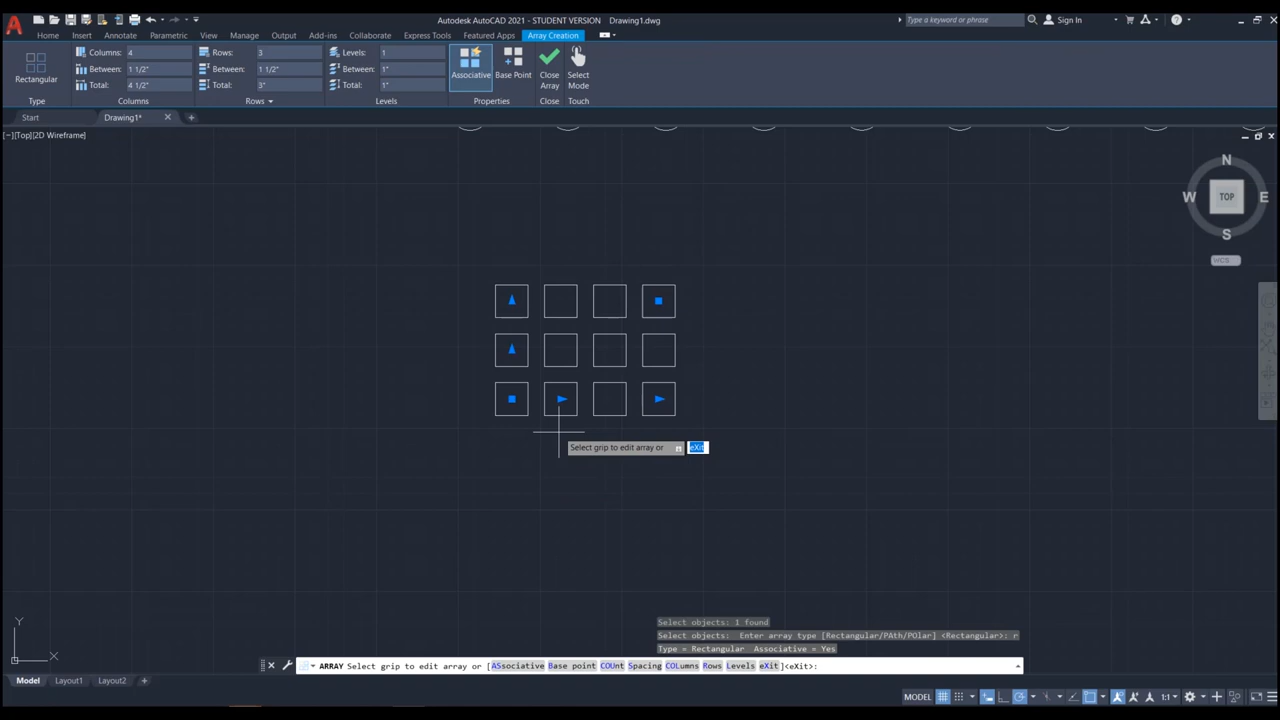 Autodesk AutoCAD 2021 - STUDENT VERSION Drawing1.dwg
Type a keyword or phrase
Sign In
Home Insert Annotate Parametric View Manage Output Add-ins Collaborate Express Tools Featured Apps Array Creation
Columns: 4 Rows: 3 Levels: 1
Between: 1 1/2" Between: 1 1/2" Between: 1"
Total: 4 1/2" Total: 3" Total: 1"
Rectangular Associative Base Point Close Array Select Mode
Type Columns Rows Levels Properties Close Touch
Start Drawing1*
[−][Top][2D Wireframe]
N
W TOP E
S
WCS
Select grip to edit array or eXit
Select objects: 1 found
Select objects: Enter array type [Rectangular/PAth/POlar] <Rectangular>: r
Type = Rectangular Associative = Yes
Y
X
ARRAY Select grip to edit array or [ASsociative Base point COUnt Spacing COLumns Rows Levels eXit]<eXit>:
Model Layout1 Layout2
MODEL 1:1